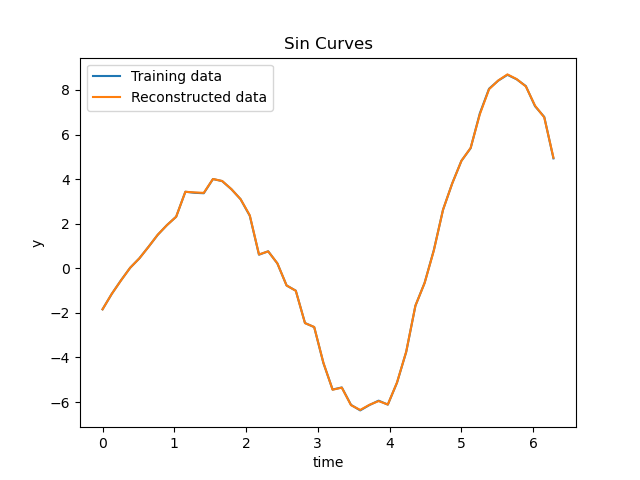 Sin Curves
Training data
Reconstructed data
8
6
4
2
0
−2
−4
−6
y
0 1 2 3 4 5 6
time